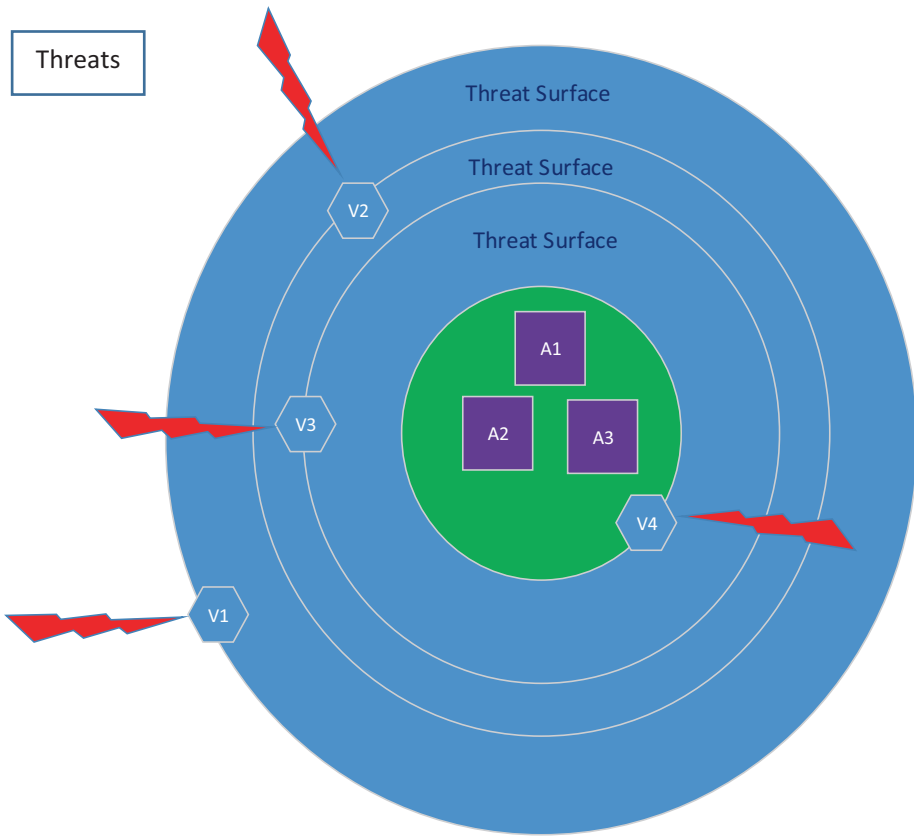 Threats
Threat Surface
Threat Surface
V2
Threat Surface
A1
V3
A2
A3
V4
V1